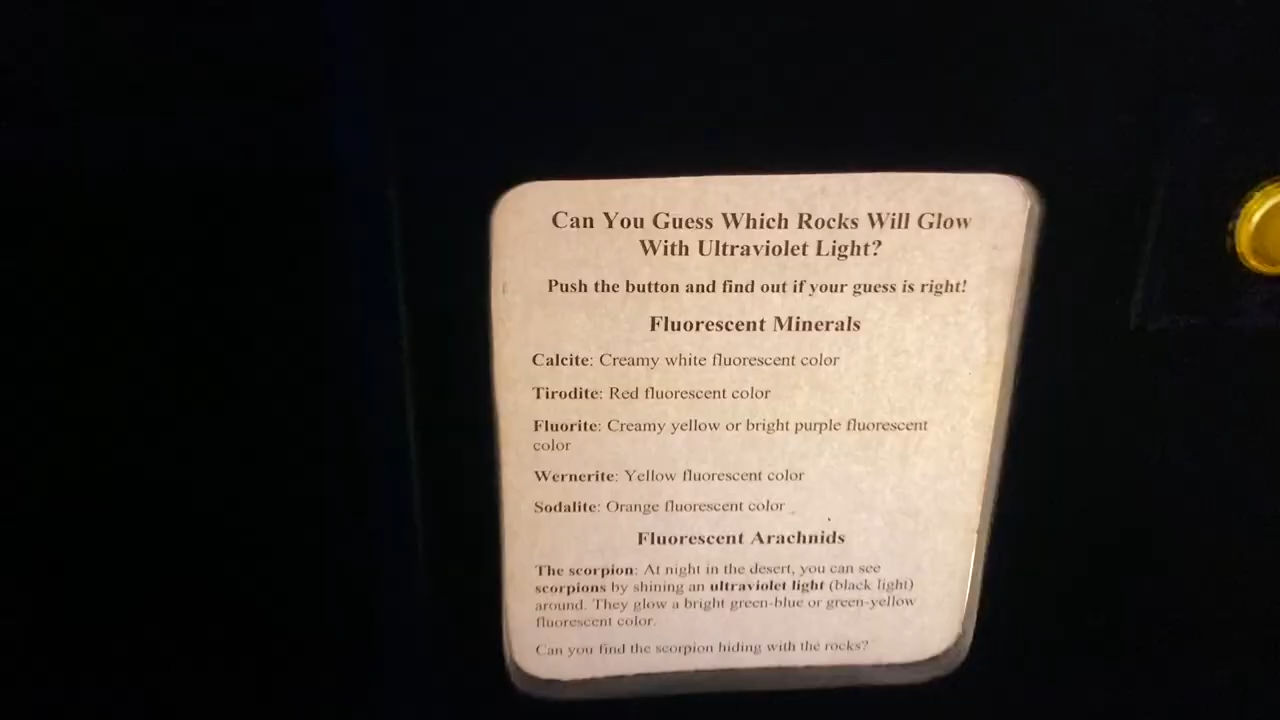 Can You Guess Which Rocks Will Glow
With Ultraviolet Light?
Push the button and find out if your guess is right!
Fluorescent Minerals
Calcite: Creamy white fluorescent color
Tirodite: Red fluorescent color
Fluorite: Creamy yellow or bright purple fluorescent
color
Wernerite: Yellow fluorescent color
Sodalite: Orange fluorescent color
Fluorescent Arachnids
The scorpion: At night in the desert, you can see
scorpions by shining an ultraviolet light (black light)
around. They glow a bright green-blue or green-yellow
fluorescent color.
Can you find the scorpion hiding with the rocks?